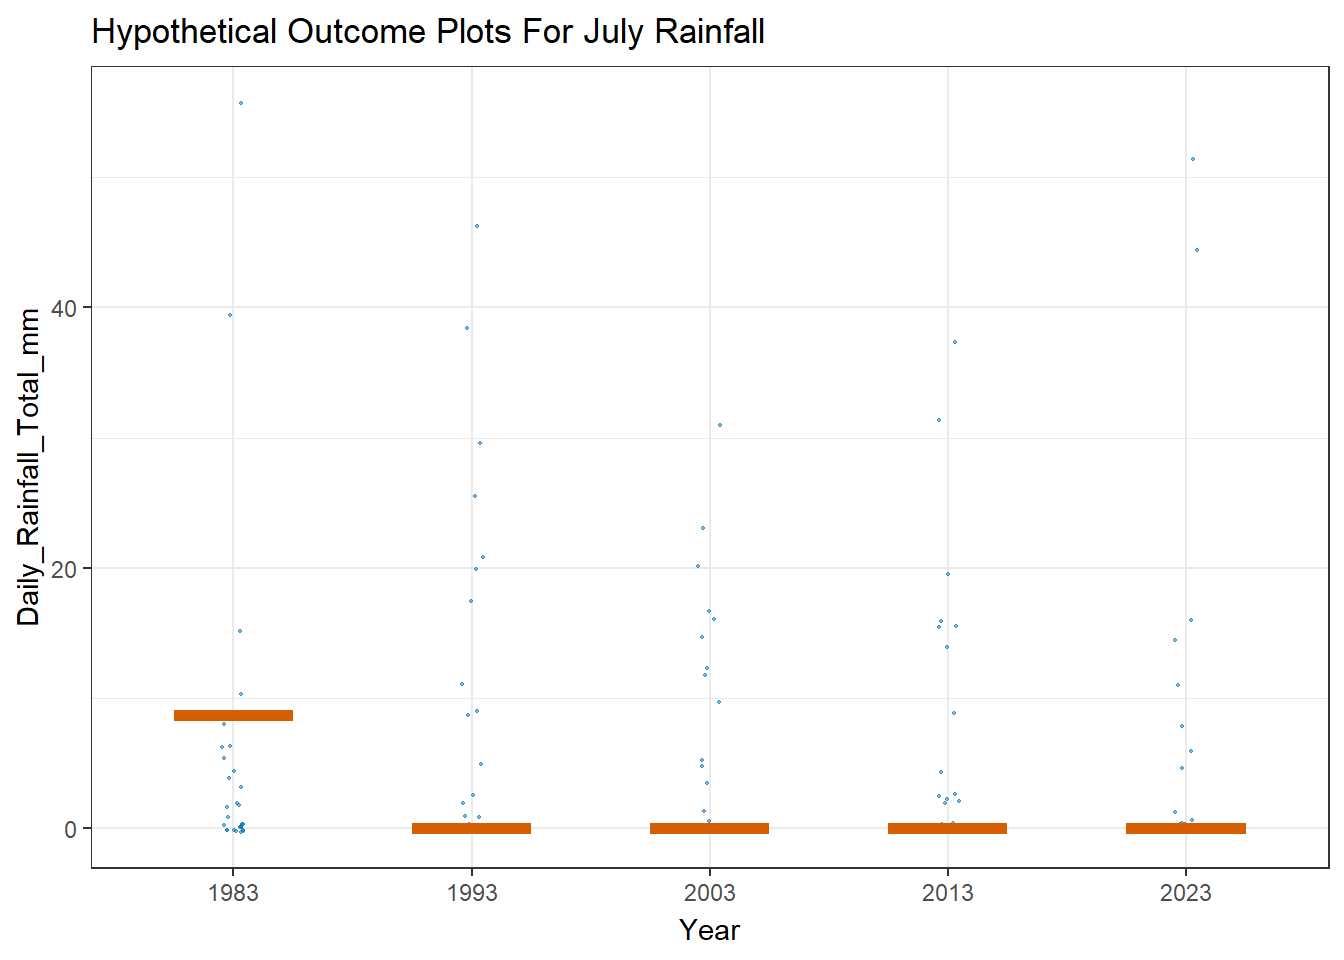 Hypothetical Outcome Plots For July Rainfall
Daily_Rainfall_Total_mm
40
20
0
1983 1993 2003 2013 2023
Year